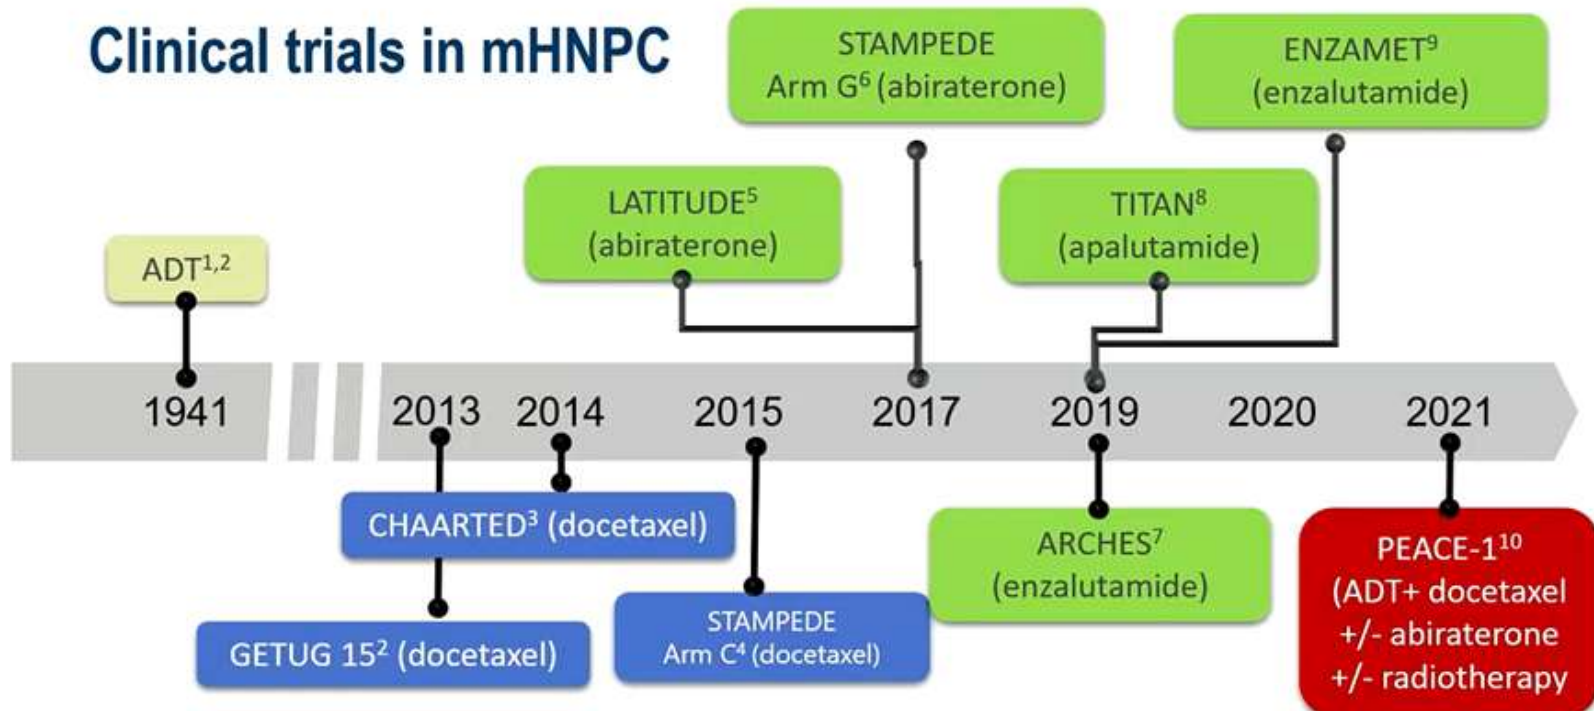 Clinical trials in mHNPC
STAMPEDE
Arm G⁶ (abiraterone)
ENZAMET⁹
(enzalutamide)
LATITUDE⁵
(abiraterone)
TITAN⁸
(apalutamide)
ADT¹,²
1941 2013 2014 2015 2017 2019 2020 2021
CHAARTED³ (docetaxel)
GETUG 15² (docetaxel)
STAMPEDE
Arm C⁴ (docetaxel)
ARCHES⁷
(enzalutamide)
PEACE-1¹⁰
(ADT+ docetaxel
+/- abiraterone
+/- radiotherapy